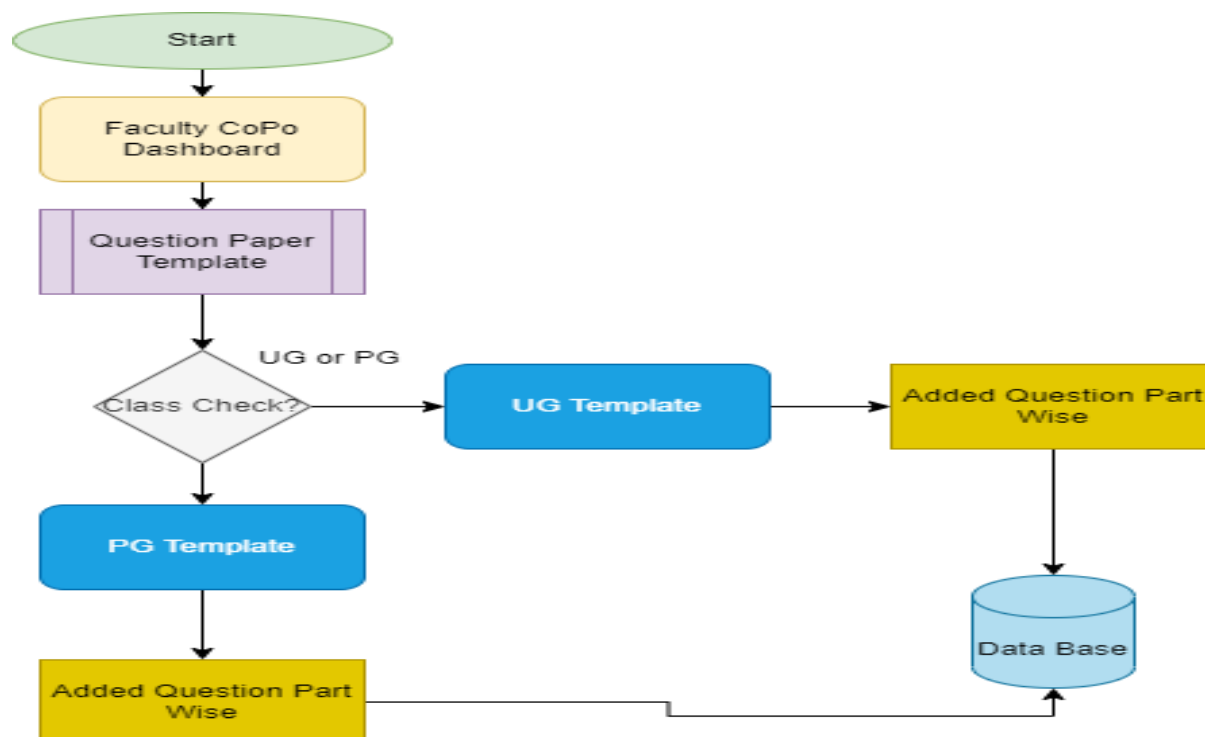 Start
Faculty CoPo
Dashboard
Question Paper
Template
UG or PG
Class Check?
UG Template
Added Question Part
Wise
PG Template
Data Base
Added Question Part
Wise